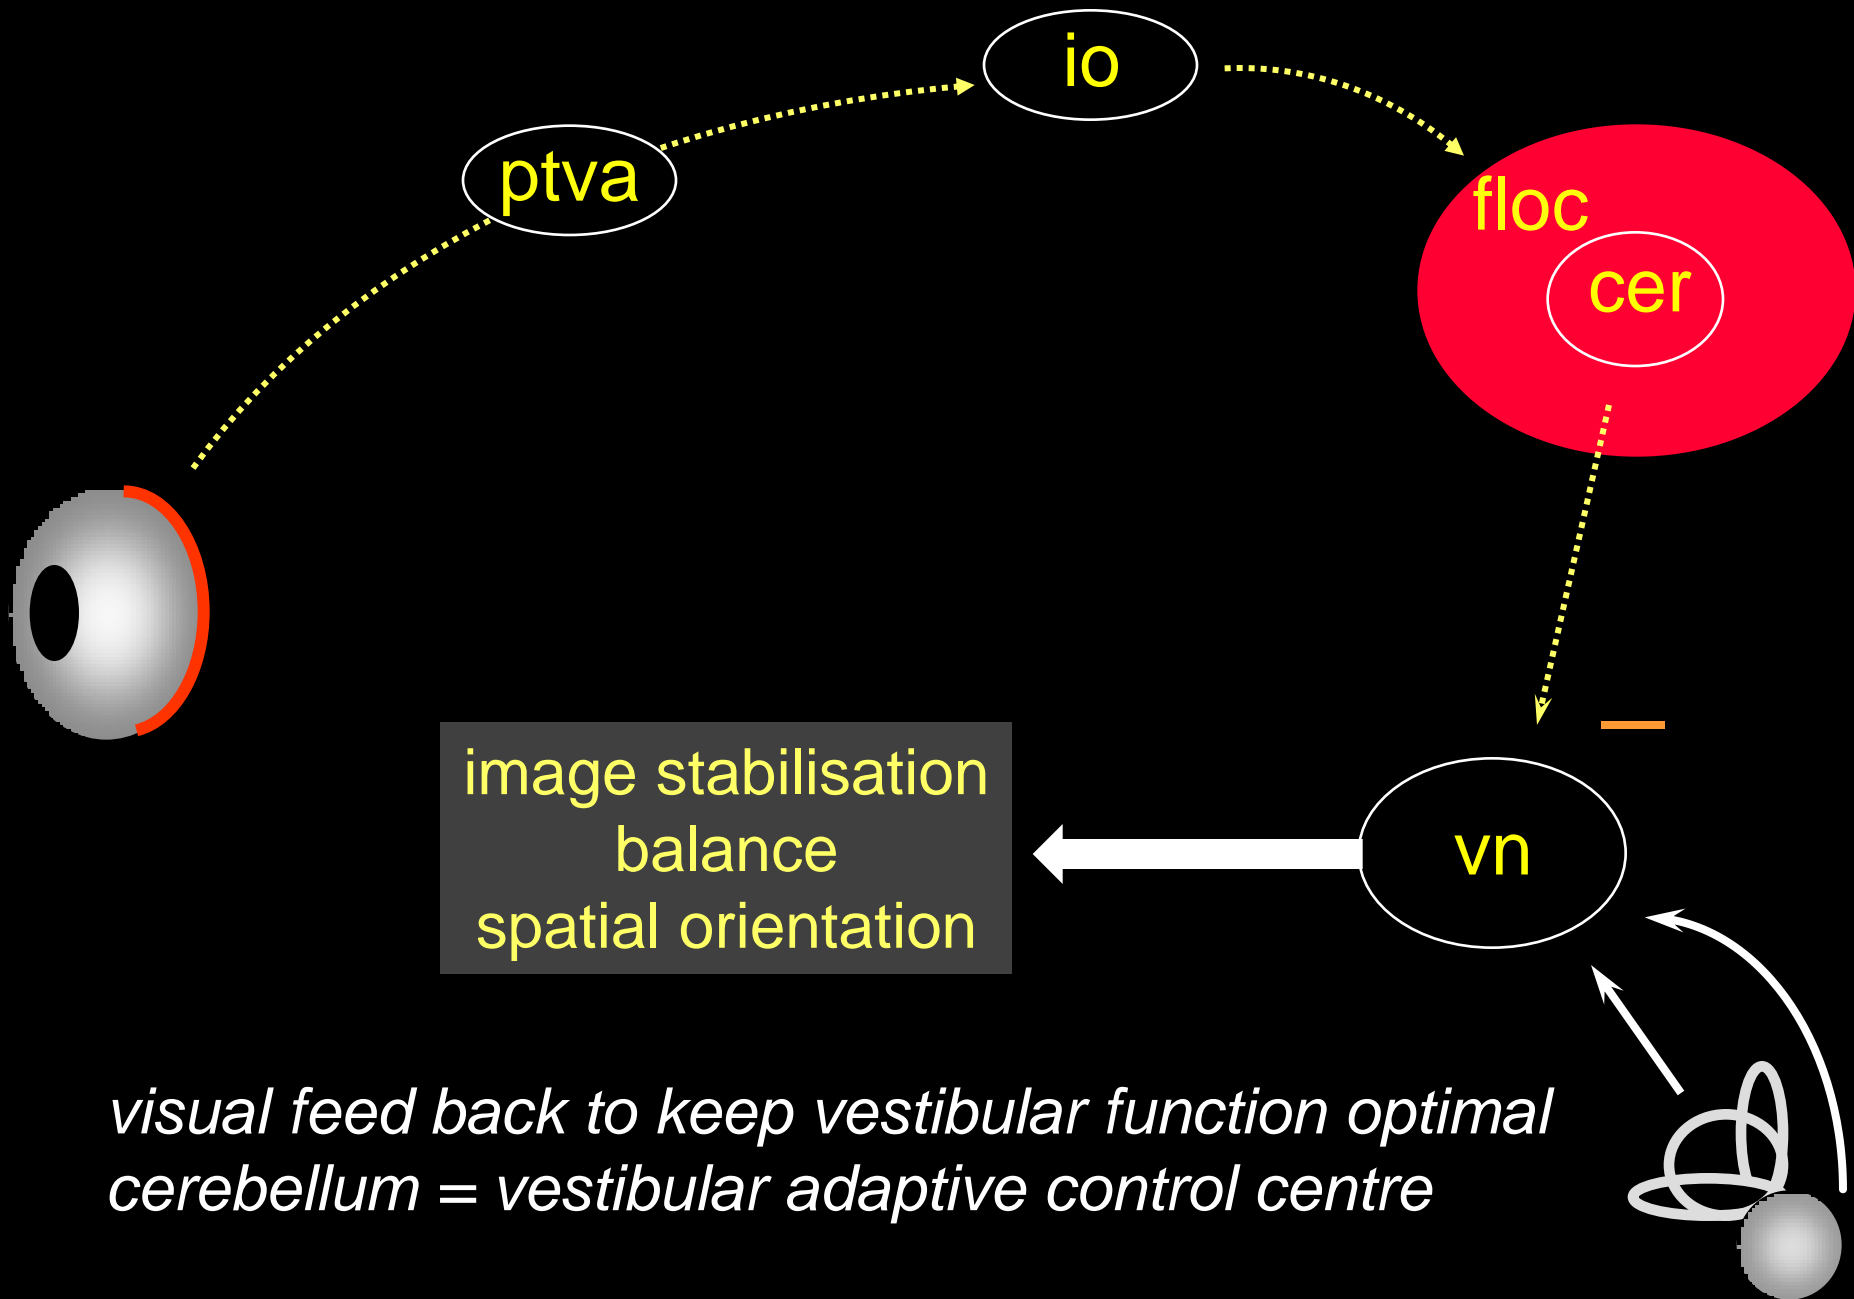 io
ptva
floc
cer
image stabilisation
balance
spatial orientation
vn
visual feed back to keep vestibular function optimal
cerebellum = vestibular adaptive control centre